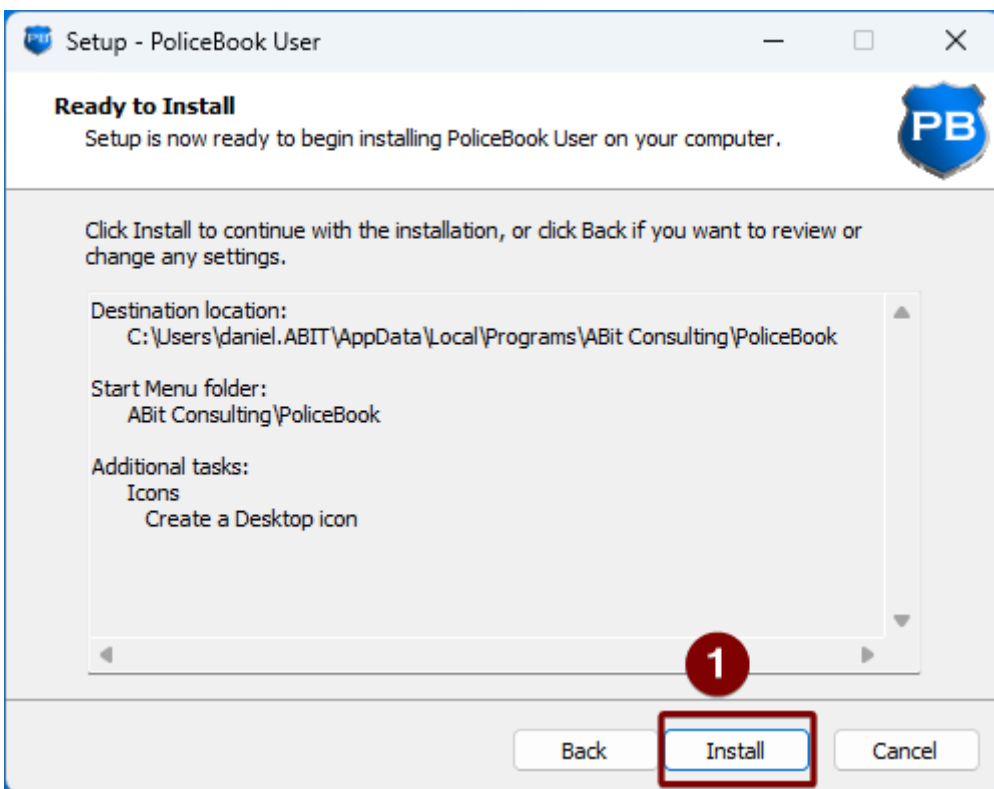 Setup - PoliceBook User
Ready to Install
Setup is now ready to begin installing PoliceBook User on your computer.
PB
Click Install to continue with the installation, or click Back if you want to review or
change any settings.
Destination location:
C:\Users\daniel.ABIT\AppData\Local\Programs\ABit Consulting\PoliceBook
Start Menu folder:
ABit Consulting\PoliceBook
Additional tasks:
Icons
Create a Desktop icon
1
Back
Install
Cancel